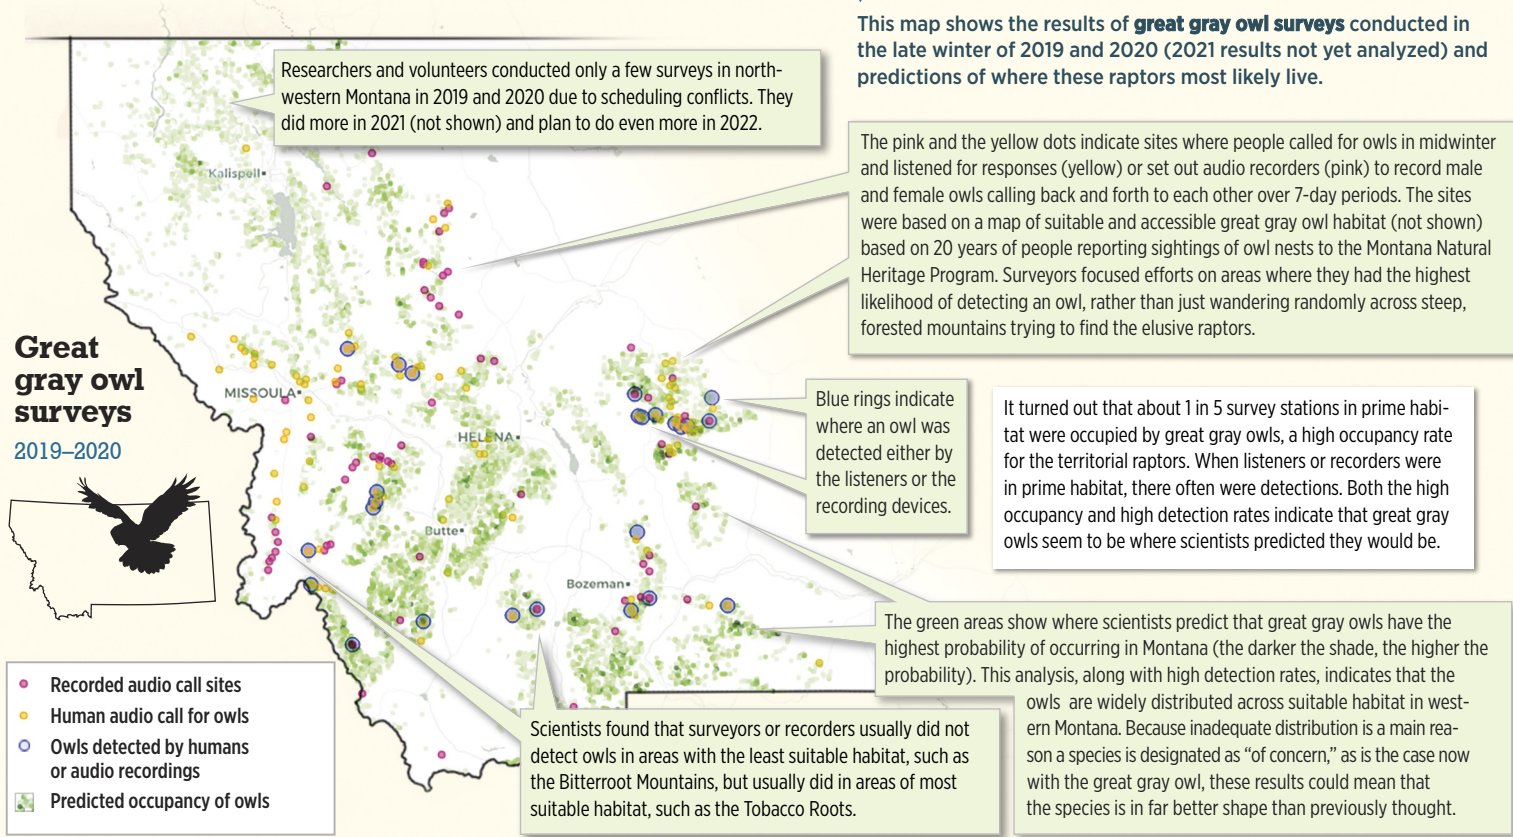 This map shows the results of great gray owl surveys conducted in
the late winter of 2019 and 2020 (2021 results not yet analyzed) and
predictions of where these raptors most likely live.
Researchers and volunteers conducted only a few surveys in north-
western Montana in 2019 and 2020 due to scheduling conflicts. They
did more in 2021 (not shown) and plan to do even more in 2022.
The pink and the yellow dots indicate sites where people called for owls in midwinter
and listened for responses (yellow) or set out audio recorders (pink) to record male
and female owls calling back and forth to each other over 7-day periods. The sites
were based on a map of suitable and accessible great gray owl habitat (not shown)
based on 20 years of people reporting sightings of owl nests to the Montana Natural
Heritage Program. Surveyors focused efforts on areas where they had the highest
likelihood of detecting an owl, rather than just wandering randomly across steep,
forested mountains trying to find the elusive raptors.
Kalispell
Great
gray owl
surveys
2019–2020
MISSOULA
HELENA
Butte
Bozeman
Blue rings indicate
where an owl was
detected either by
the listeners or the
recording devices.
It turned out that about 1 in 5 survey stations in prime habi-
tat were occupied by great gray owls, a high occupancy rate
for the territorial raptors. When listeners or recorders were
in prime habitat, there often were detections. Both the high
occupancy and high detection rates indicate that great gray
owls seem to be where scientists predicted they would be.
The green areas show where scientists predict that great gray owls have the
highest probability of occurring in Montana (the darker the shade, the higher the
probability). This analysis, along with high detection rates, indicates that the
owls are widely distributed across suitable habitat in west-
ern Montana. Because inadequate distribution is a main rea-
son a species is designated as “of concern,” as is the case now
with the great gray owl, these results could mean that
the species is in far better shape than previously thought.
Recorded audio call sites
Human audio call for owls
Owls detected by humans
or audio recordings
Predicted occupancy of owls
Scientists found that surveyors or recorders usually did not
detect owls in areas with the least suitable habitat, such as
the Bitterroot Mountains, but usually did in areas of most
suitable habitat, such as the Tobacco Roots.